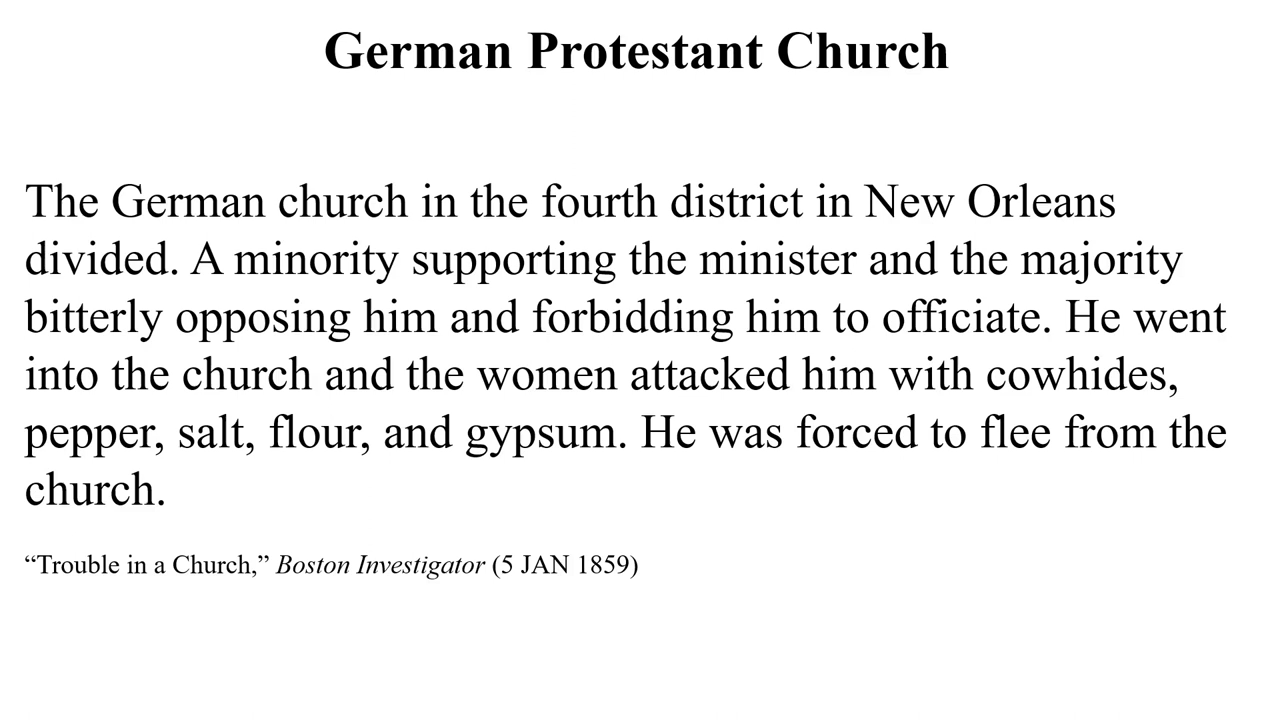 German Protestant Church
The German church in the fourth district in New Orleans
divided. A minority supporting the minister and the majority
bitterly opposing him and forbidding him to officiate. He went
into the church and the women attacked him with cowhides,
pepper, salt, flour, and gypsum. He was forced to flee from the
church.
“Trouble in a Church,” Boston Investigator (5 JAN 1859)